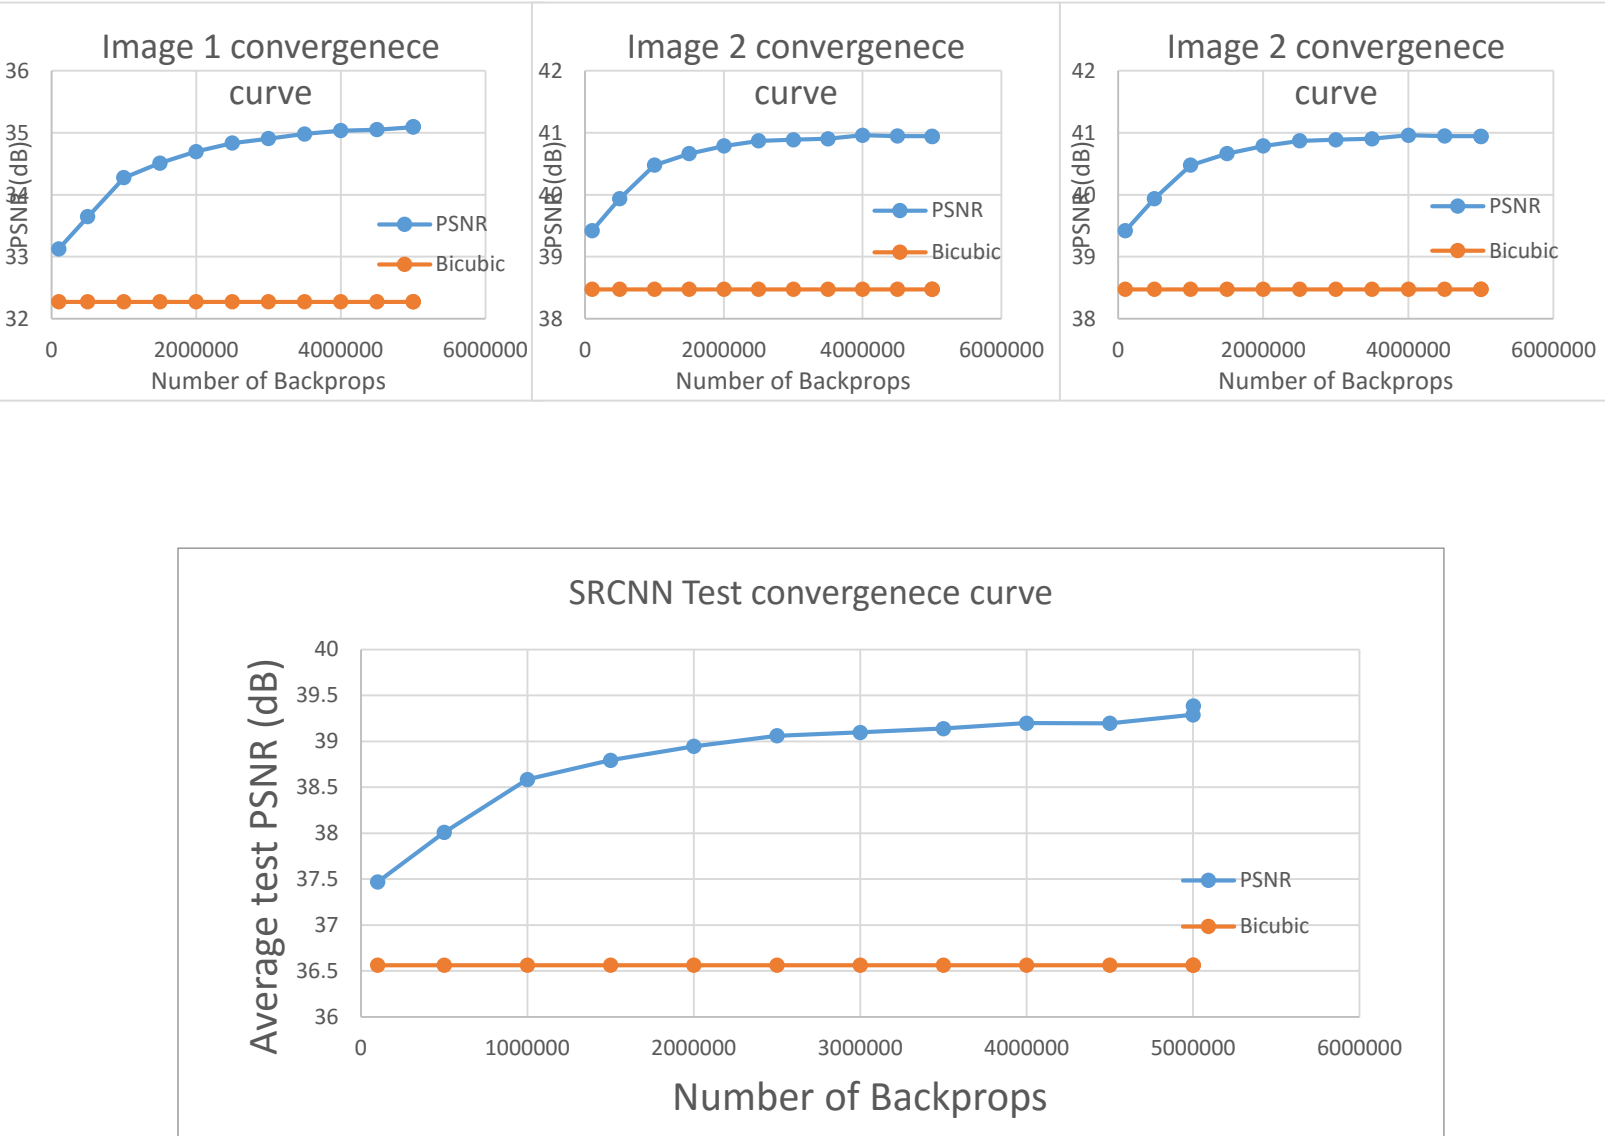 Image 1 convergenece
curve
36
35
34
33
32
PSNR (dB)
PSNR
Bicubic
0 2000000 4000000 6000000
Number of Backprops
Image 2 convergenece
curve
42
41
40
39
38
PSNR (dB)
PSNR
Bicubic
0 2000000 4000000 6000000
Number of Backprops
Image 2 convergenece
curve
42
41
40
39
38
PSNR (dB)
PSNR
Bicubic
0 2000000 4000000 6000000
Number of Backprops
SRCNN Test convergenece curve
40
39.5
39
38.5
38
37.5
37
36.5
36
Average test PSNR (dB)
PSNR
Bicubic
0 1000000 2000000 3000000 4000000 5000000 6000000
Number of Backprops